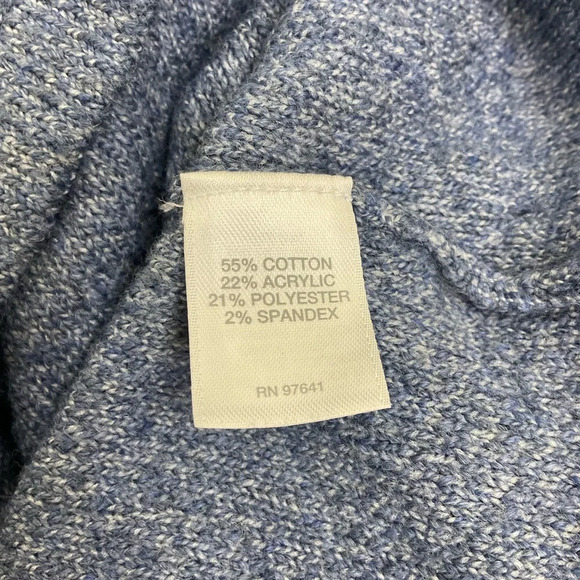 55% COTTON
22% ACRYLIC
21% POLYESTER
2% SPANDEX
RN 97641